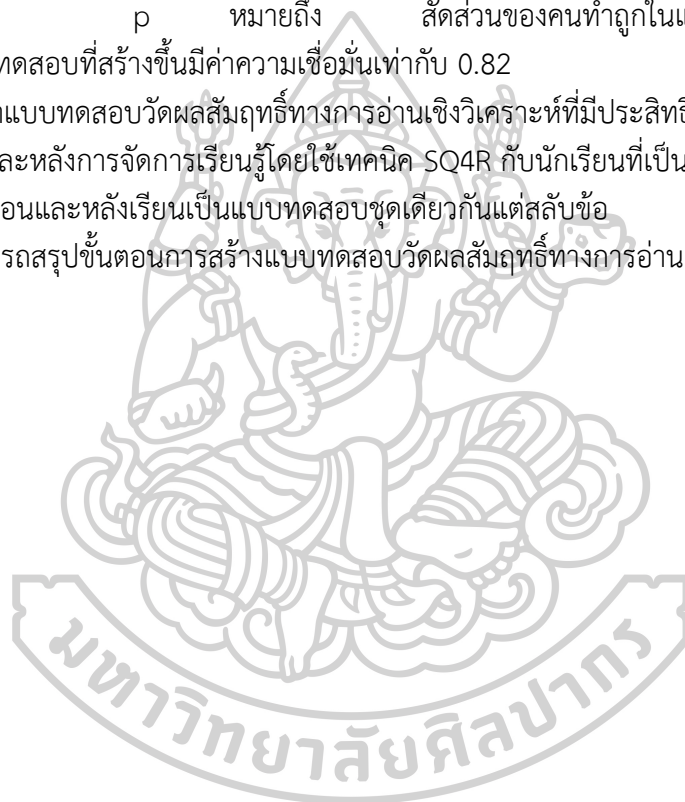 p หมายถึง สัดส่วนของคนทำถูกในแ
ทดสอบที่สร้างขึ้นมีค่าความเชื่อมั่นเท่ากับ 0.82
แบบทดสอบวัดผลสัมฤทธิ์ทางการอ่านเชิงวิเคราะห์ที่มีประสิทธิ
ละหลังการจัดการเรียนรู้โดยใช้เทคนิค SQ4R กับนักเรียนที่เป็น
อนและหลังเรียนเป็นแบบทดสอบชุดเดียวกันแต่สลับข้อ
รถสรุปขั้นตอนการสร้างแบบทดสอบวัดผลสัมฤทธิ์ทางการอ่าน
มหาวิทยาลัยศิลปากร